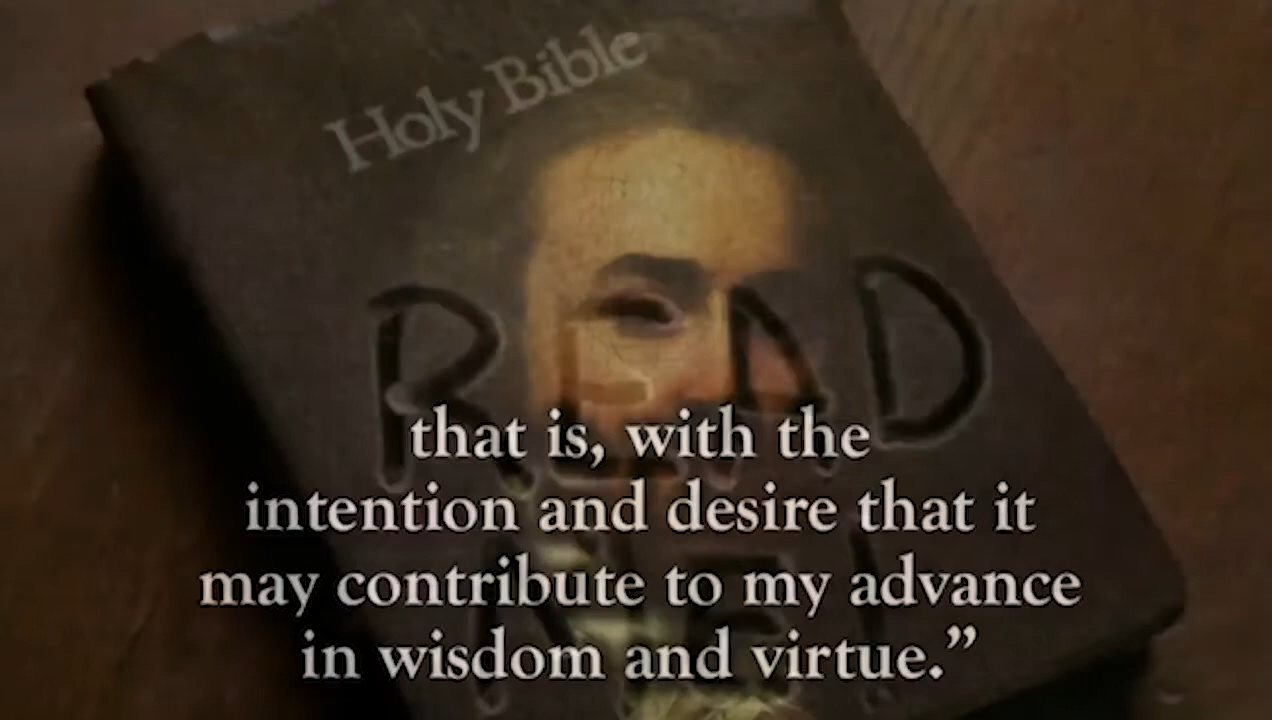 Holy Bible
READ
ME!
that is, with the
intention and desire that it
may contribute to my advance
in wisdom and virtue.”